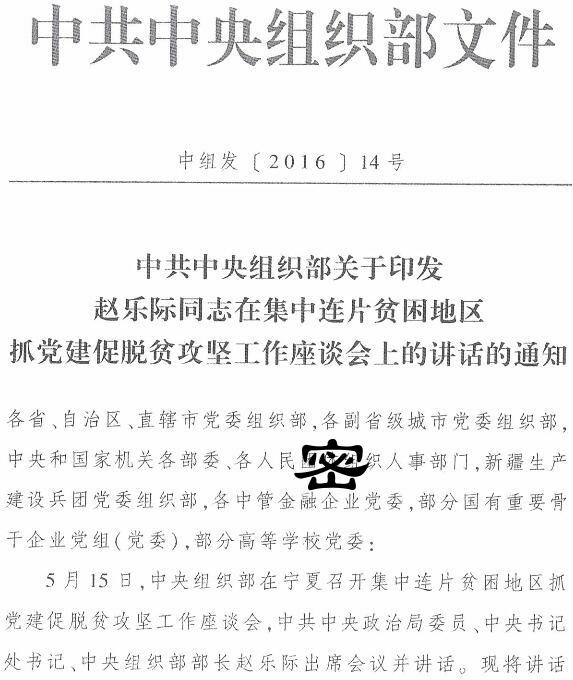 中共中央组织部文件
中组发〔2016〕14号
中共中央组织部关于印发
赵乐际同志在集中连片贫困地区
抓党建促脱贫攻坚工作座谈会上的讲话的通知
各省、自治区、直辖市党委组织部,各副省级城市党委组织部,
中央和国家机关各部委、各人民密组织人事部门,新疆生产
建设兵团党委组织部,各中管金融企业党委,部分国有重要骨
干企业党组(党委),部分高等学校党委:
5月15日,中央组织部在宁夏召开集中连片贫困地区抓
党建促脱贫攻坚工作座谈会,中共中央政治局委员、中央书记
处书记、中央组织部部长赵乐际出席会议并讲话。现将讲话